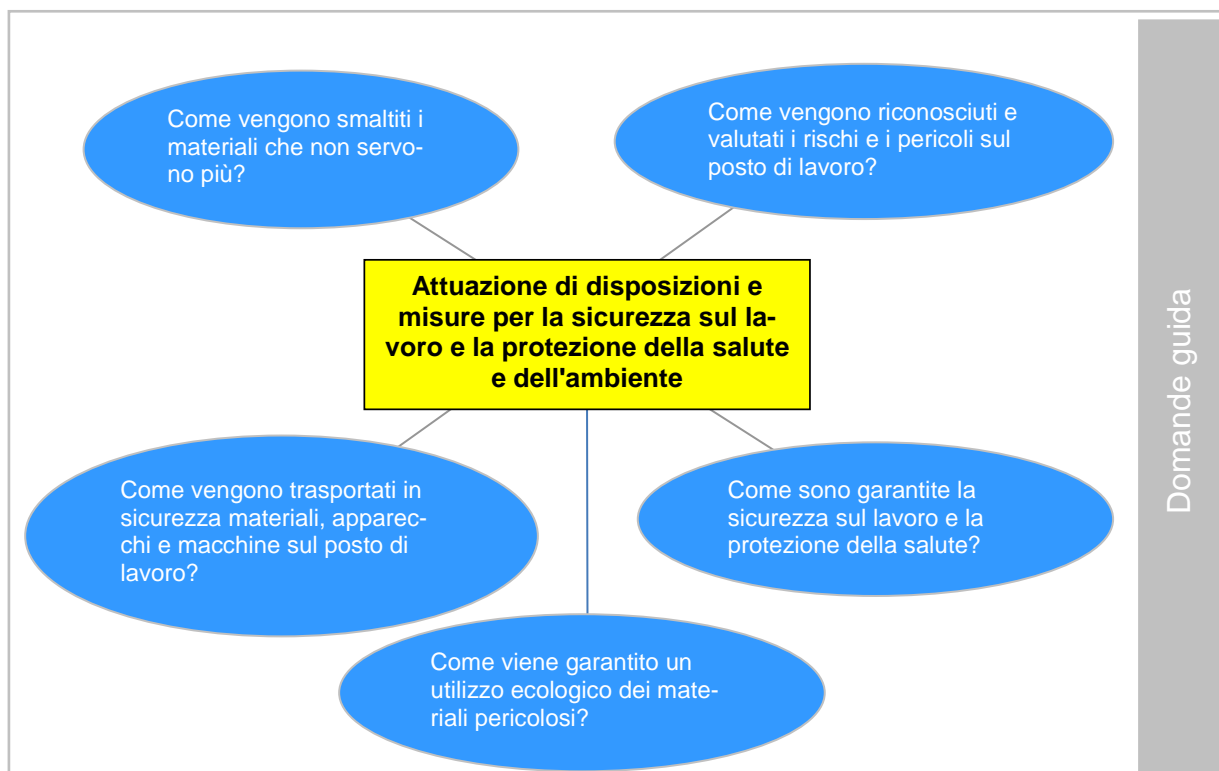 Come vengono smaltiti i
materiali che non servo-
no più?
Come vengono riconosciuti e
valutati i rischi e i pericoli sul
posto di lavoro?
Attuazione di disposizioni e
misure per la sicurezza sul la-
voro e la protezione della salute
e dell'ambiente
Come vengono trasportati in
sicurezza materiali, apparec-
chi e macchine sul posto di
lavoro?
Come sono garantite la
sicurezza sul lavoro e la
protezione della salute?
Come viene garantito un
utilizzo ecologico dei mate-
riali pericolosi?
Domande guida